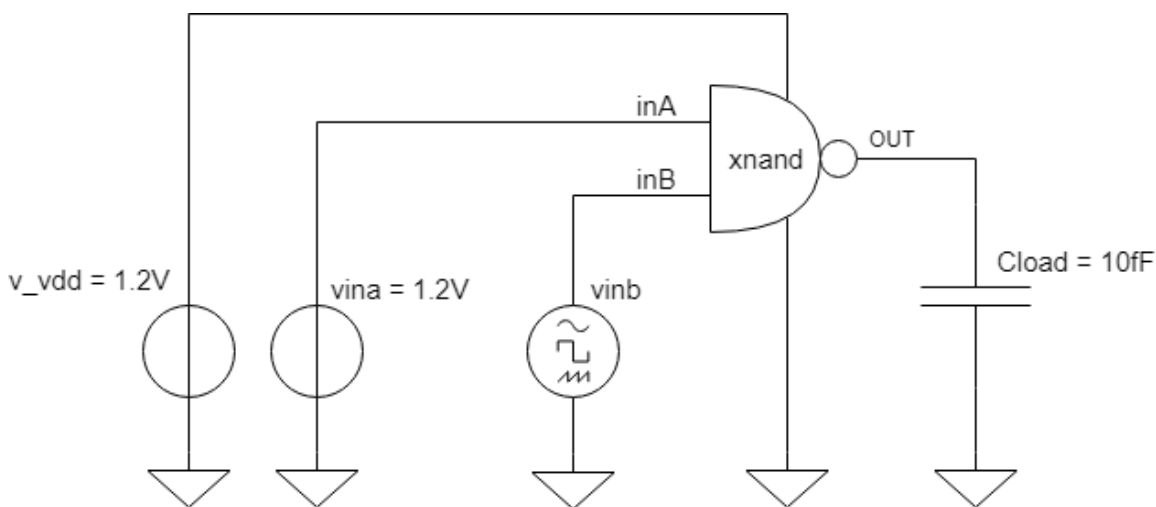 inA
OUT
xnand
inB
v_vdd = 1.2V
vina = 1.2V
vinb
Cload = 10fF